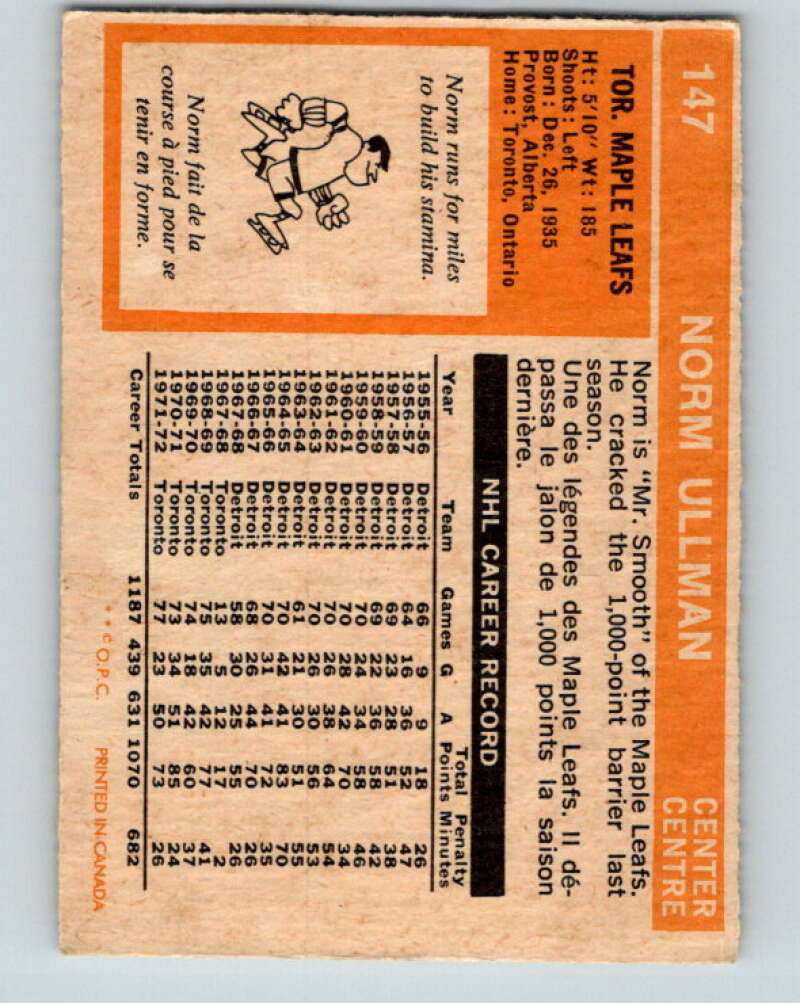 147 NORM ULLMAN CENTER
CENTRE
TOR. MAPLE LEAFS
Ht: 5'10" Wt: 185
Shoots: Left
Born: Dec. 26, 1935
Provost, Alberta
Home: Toronto, Ontario
Norm runs for miles
to build his stamina.
Norm fait de la
course à pied pour se
tenir en forme.
Norm is "Mr. Smooth" of the Maple Leafs.
He cracked the 1,000-point barrier last
season.
Une des légendes des Maple Leafs. Il dé-
passa le jalon de 1,000 points la saison
dernière.
NHL CAREER RECORD
Total Penalty
Year Team Games G A Points Minutes
1955-56 Detroit 66 9 9 18 26
1956-57 Detroit 64 16 36 52 47
1957-58 Detroit 69 23 28 51 38
1958-59 Detroit 69 22 36 58 42
1959-60 Detroit 70 24 34 58 46
1960-61 Detroit 70 28 42 70 34
1961-62 Detroit 70 26 38 64 54
1962-63 Detroit 70 26 30 56 53
1963-64 Detroit 61 21 30 51 55
1964-65 Detroit 70 42 41 83 70
1965-66 Detroit 70 31 41 72 35
1966-67 Detroit 68 26 44 70 26
1967-68 Detroit 58 30 25 55 26
1967-68 Toronto 13 5 12 17 2
1968-69 Toronto 75 35 42 77 41
1969-70 Toronto 74 18 42 60 37
1970-71 Toronto 73 34 51 85 24
1971-72 Toronto 77 23 50 73 26
Career Totals 1187 439 631 1070 682
* * © O.P.C. PRINTED IN CANADA